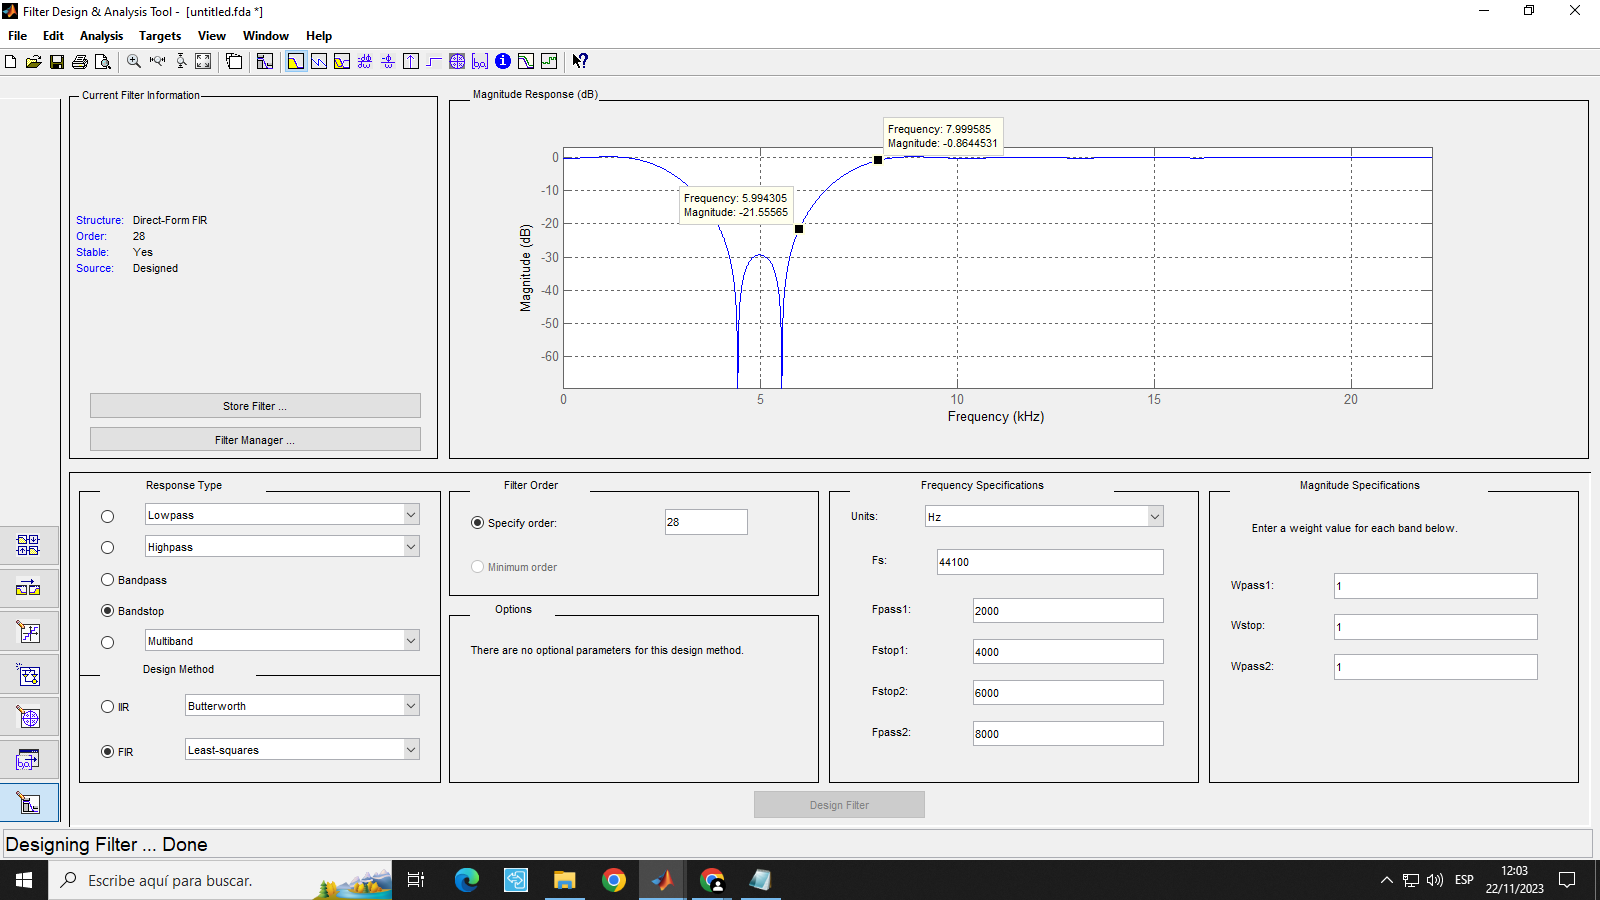 Filter Design & Analysis Tool - [untitled.fda *]
File Edit Analysis Targets View Window Help
Current Filter Information
Structure: Direct-Form FIR
Order: 28
Stable: Yes
Source: Designed
Store Filter ...
Filter Manager ...
Magnitude Response (dB)
Frequency: 7.999585
Magnitude: -0.8644531
Frequency: 5.994305
Magnitude: -21.55565
Magnitude (dB)
0
-10
-20
-30
-40
-50
-60
0 5 10 15 20
Frequency (kHz)
Response Type
Lowpass
Highpass
Bandpass
Bandstop
Multiband
Design Method
IIR Butterworth
FIR Least-squares
Filter Order
Specify order: 28
Minimum order
Options
There are no optional parameters for this design method.
Frequency Specifications
Units: Hz
Fs: 44100
Fpass1: 2000
Fstop1: 4000
Fstop2: 6000
Fpass2: 8000
Magnitude Specifications
Enter a weight value for each band below.
Wpass1: 1
Wstop: 1
Wpass2: 1
Design Filter
Designing Filter ... Done
Escribe aquí para buscar.
ESP
12:03
22/11/2023